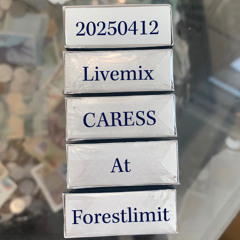 20250412
Livemix
CARESS
At
Forestlimit